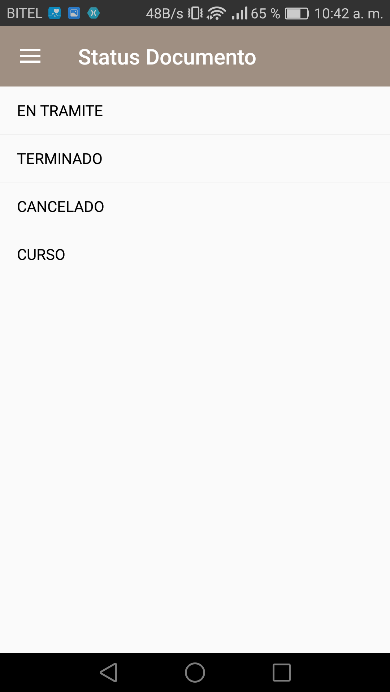 BITEL 48B/s 65 % 10:42 a. m.
Status Documento
EN TRAMITE
TERMINADO
CANCELADO
CURSO